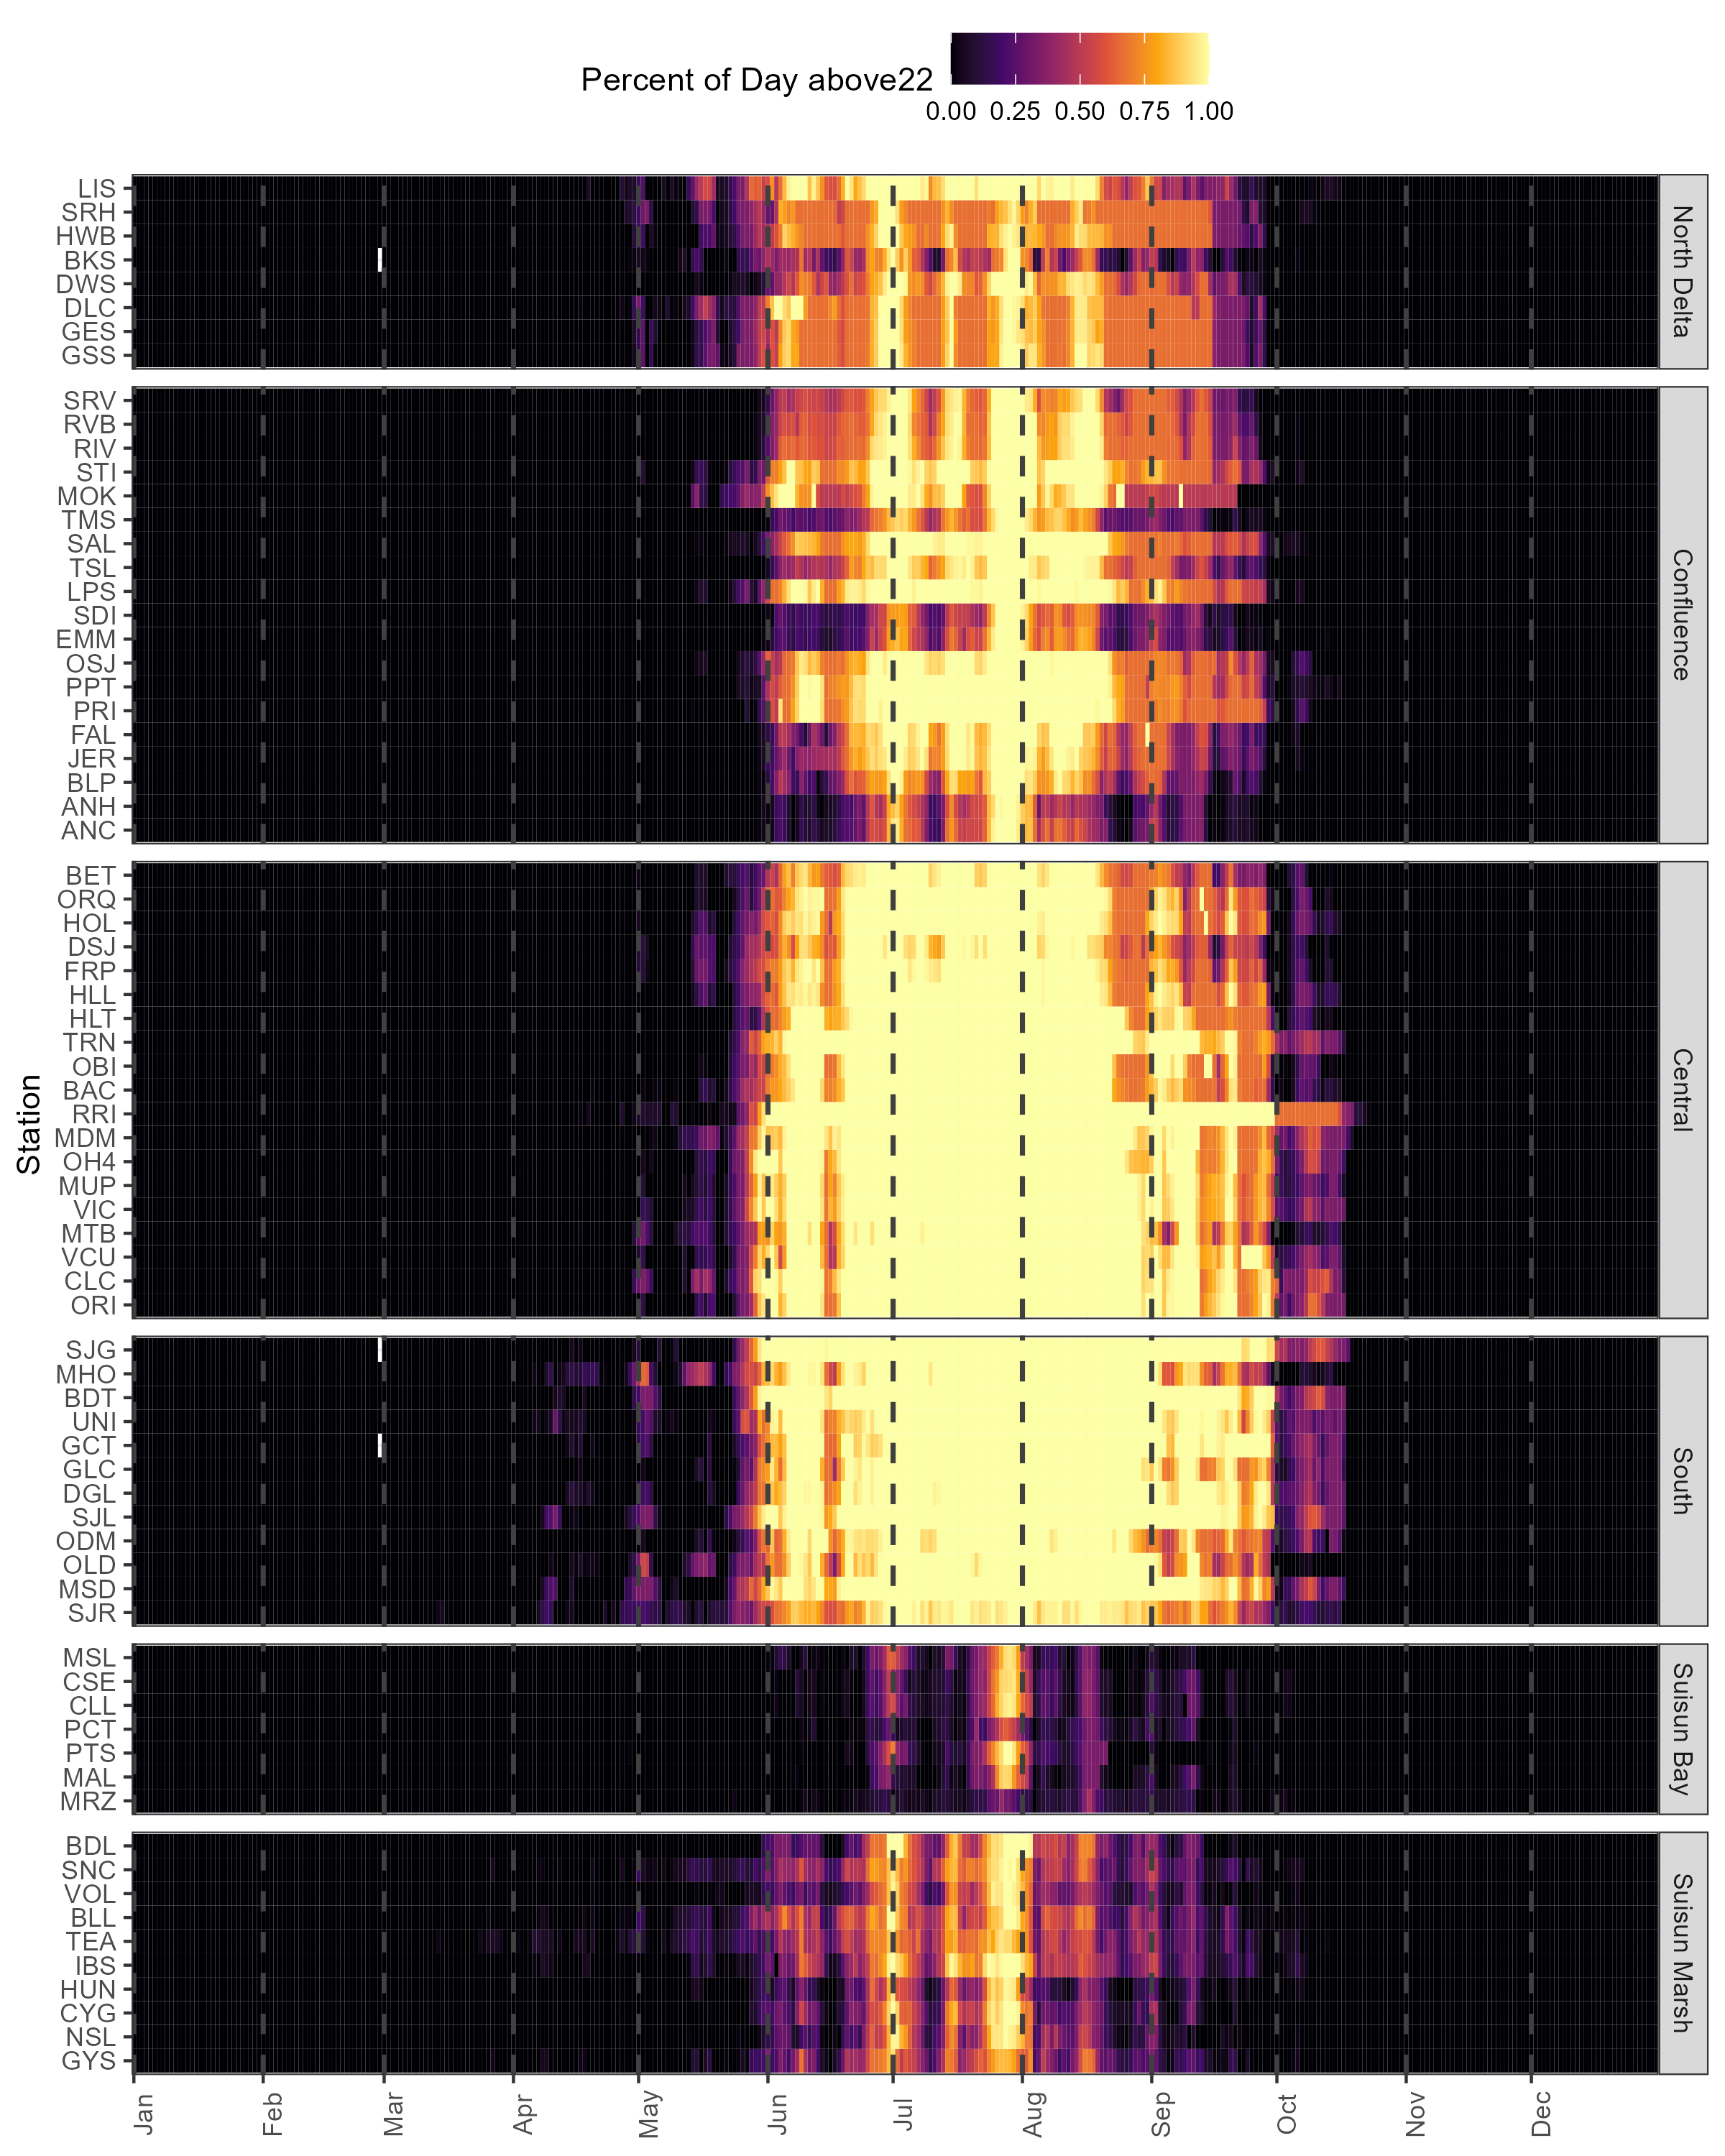 Percent of Day above22
0.00 0.25 0.50 0.75 1.00
LIS
SRH
HWB
BKS
DWS
DLC
GES
GSS
North Delta
SRV
RVB
RIV
STI
MOK
TMS
SAL
TSL
LPS
SDI
EMM
OSJ
PPT
PRI
FAL
JER
BLP
ANH
ANC
Confluence
BET
ORQ
HOL
DSJ
FRP
HLL
HLT
TRN
OBI
BAC
RRI
MDM
OH4
MUP
VIC
MTB
VCU
CLC
ORI
Central
Station
SJG
MHO
BDT
UNI
GCT
GLC
DGL
SJL
ODM
OLD
MSD
SJR
South
MSL
CSE
CLL
PCT
PTS
MAL
MRZ
Suisun Bay
BDL
SNC
VOL
BLL
TEA
IBS
HUN
CYG
NSL
GYS
Suisun Marsh
Jan Feb Mar Apr May Jun Jul Aug Sep Oct Nov Dec